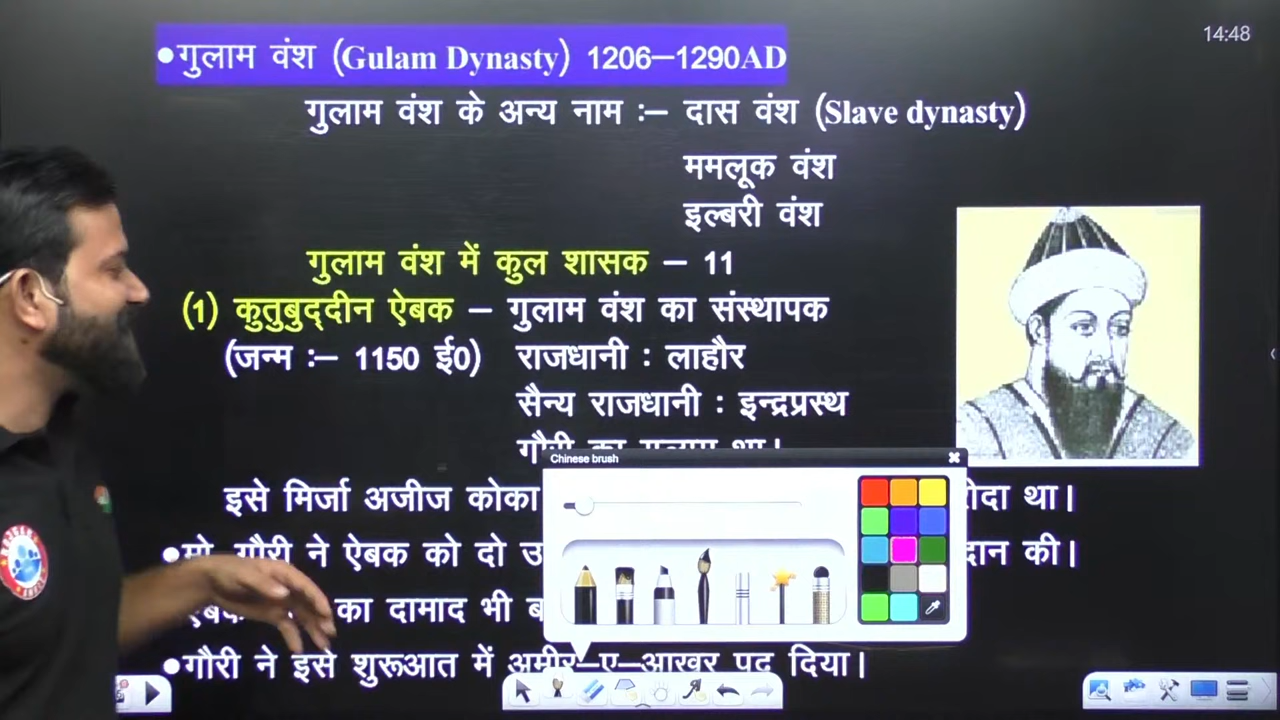 14:48
●गुलाम वंश (Gulam Dynasty) 1206–1290AD
गुलाम वंश के अन्य नाम :– दास वंश (Slave dynasty)
ममलूक वंश
इल्बरी वंश
गुलाम वंश में कुल शासक – 11
(1) कुतुबुद्दीन ऐबक – गुलाम वंश का संस्थापक
(जन्म :– 1150 ई0) राजधानी : लाहौर
सैन्य राजधानी : इन्द्रप्रस्थ
गौरी का गुलाम था।
Chinese brush
इसे मिर्जा अजीज कोका था।
●मो. गौरी ने ऐबक को दो की।
का दामाद भी
●गौरी ने इसे शुरूआत में अमीर–ए–आखुर पद दिया।